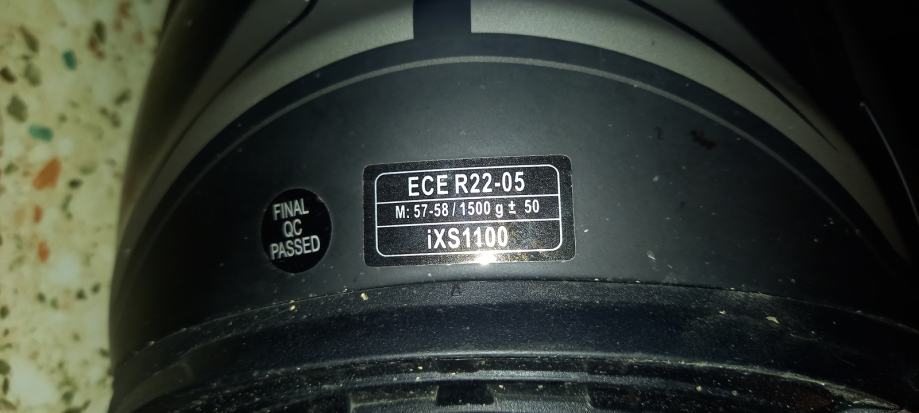 FINAL
QC
PASSED
ECE R22-05
M: 57-58 / 1500 g ± 50
iXS1100